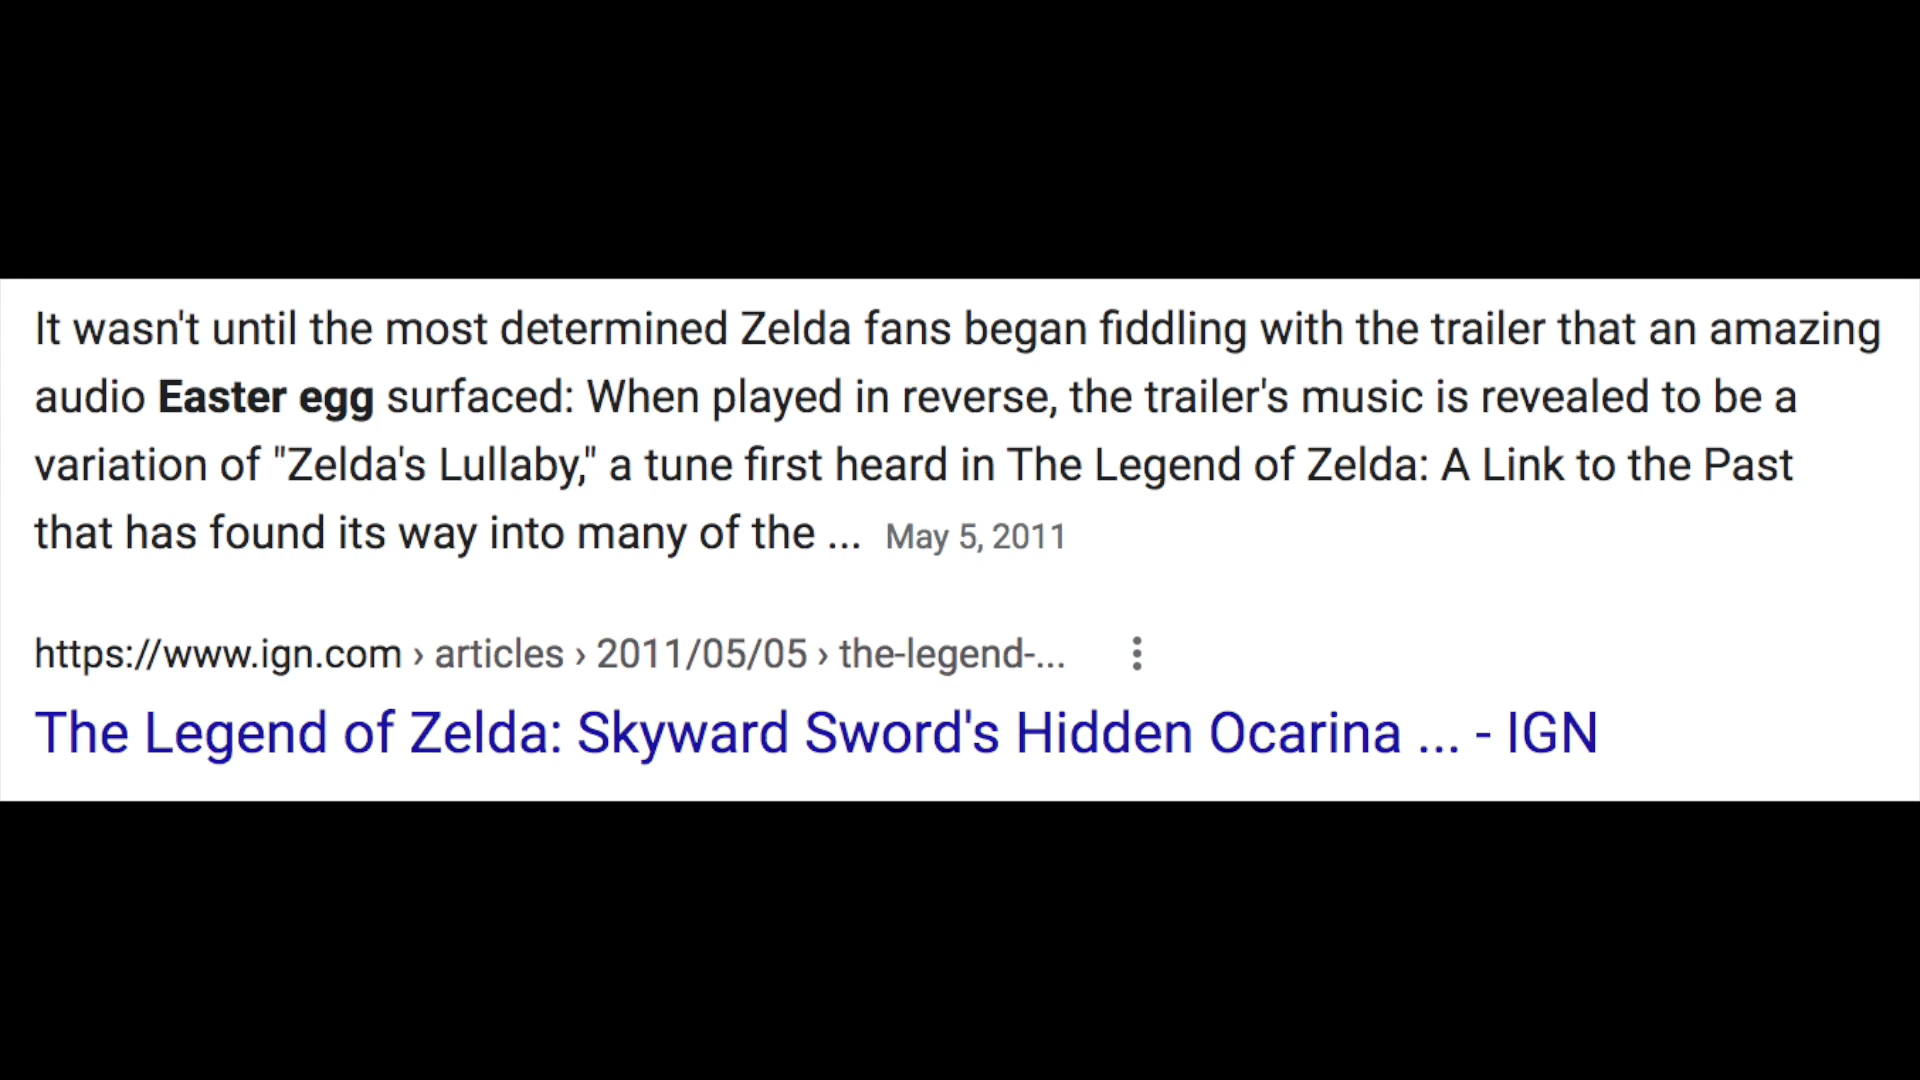 It wasn't until the most determined Zelda fans began fiddling with the trailer that an amazing
audio Easter egg surfaced: When played in reverse, the trailer's music is revealed to be a
variation of "Zelda's Lullaby," a tune first heard in The Legend of Zelda: A Link to the Past
that has found its way into many of the ... May 5, 2011
https://www.ign.com › articles › 2011/05/05 › the-legend-...
The Legend of Zelda: Skyward Sword's Hidden Ocarina ... - IGN